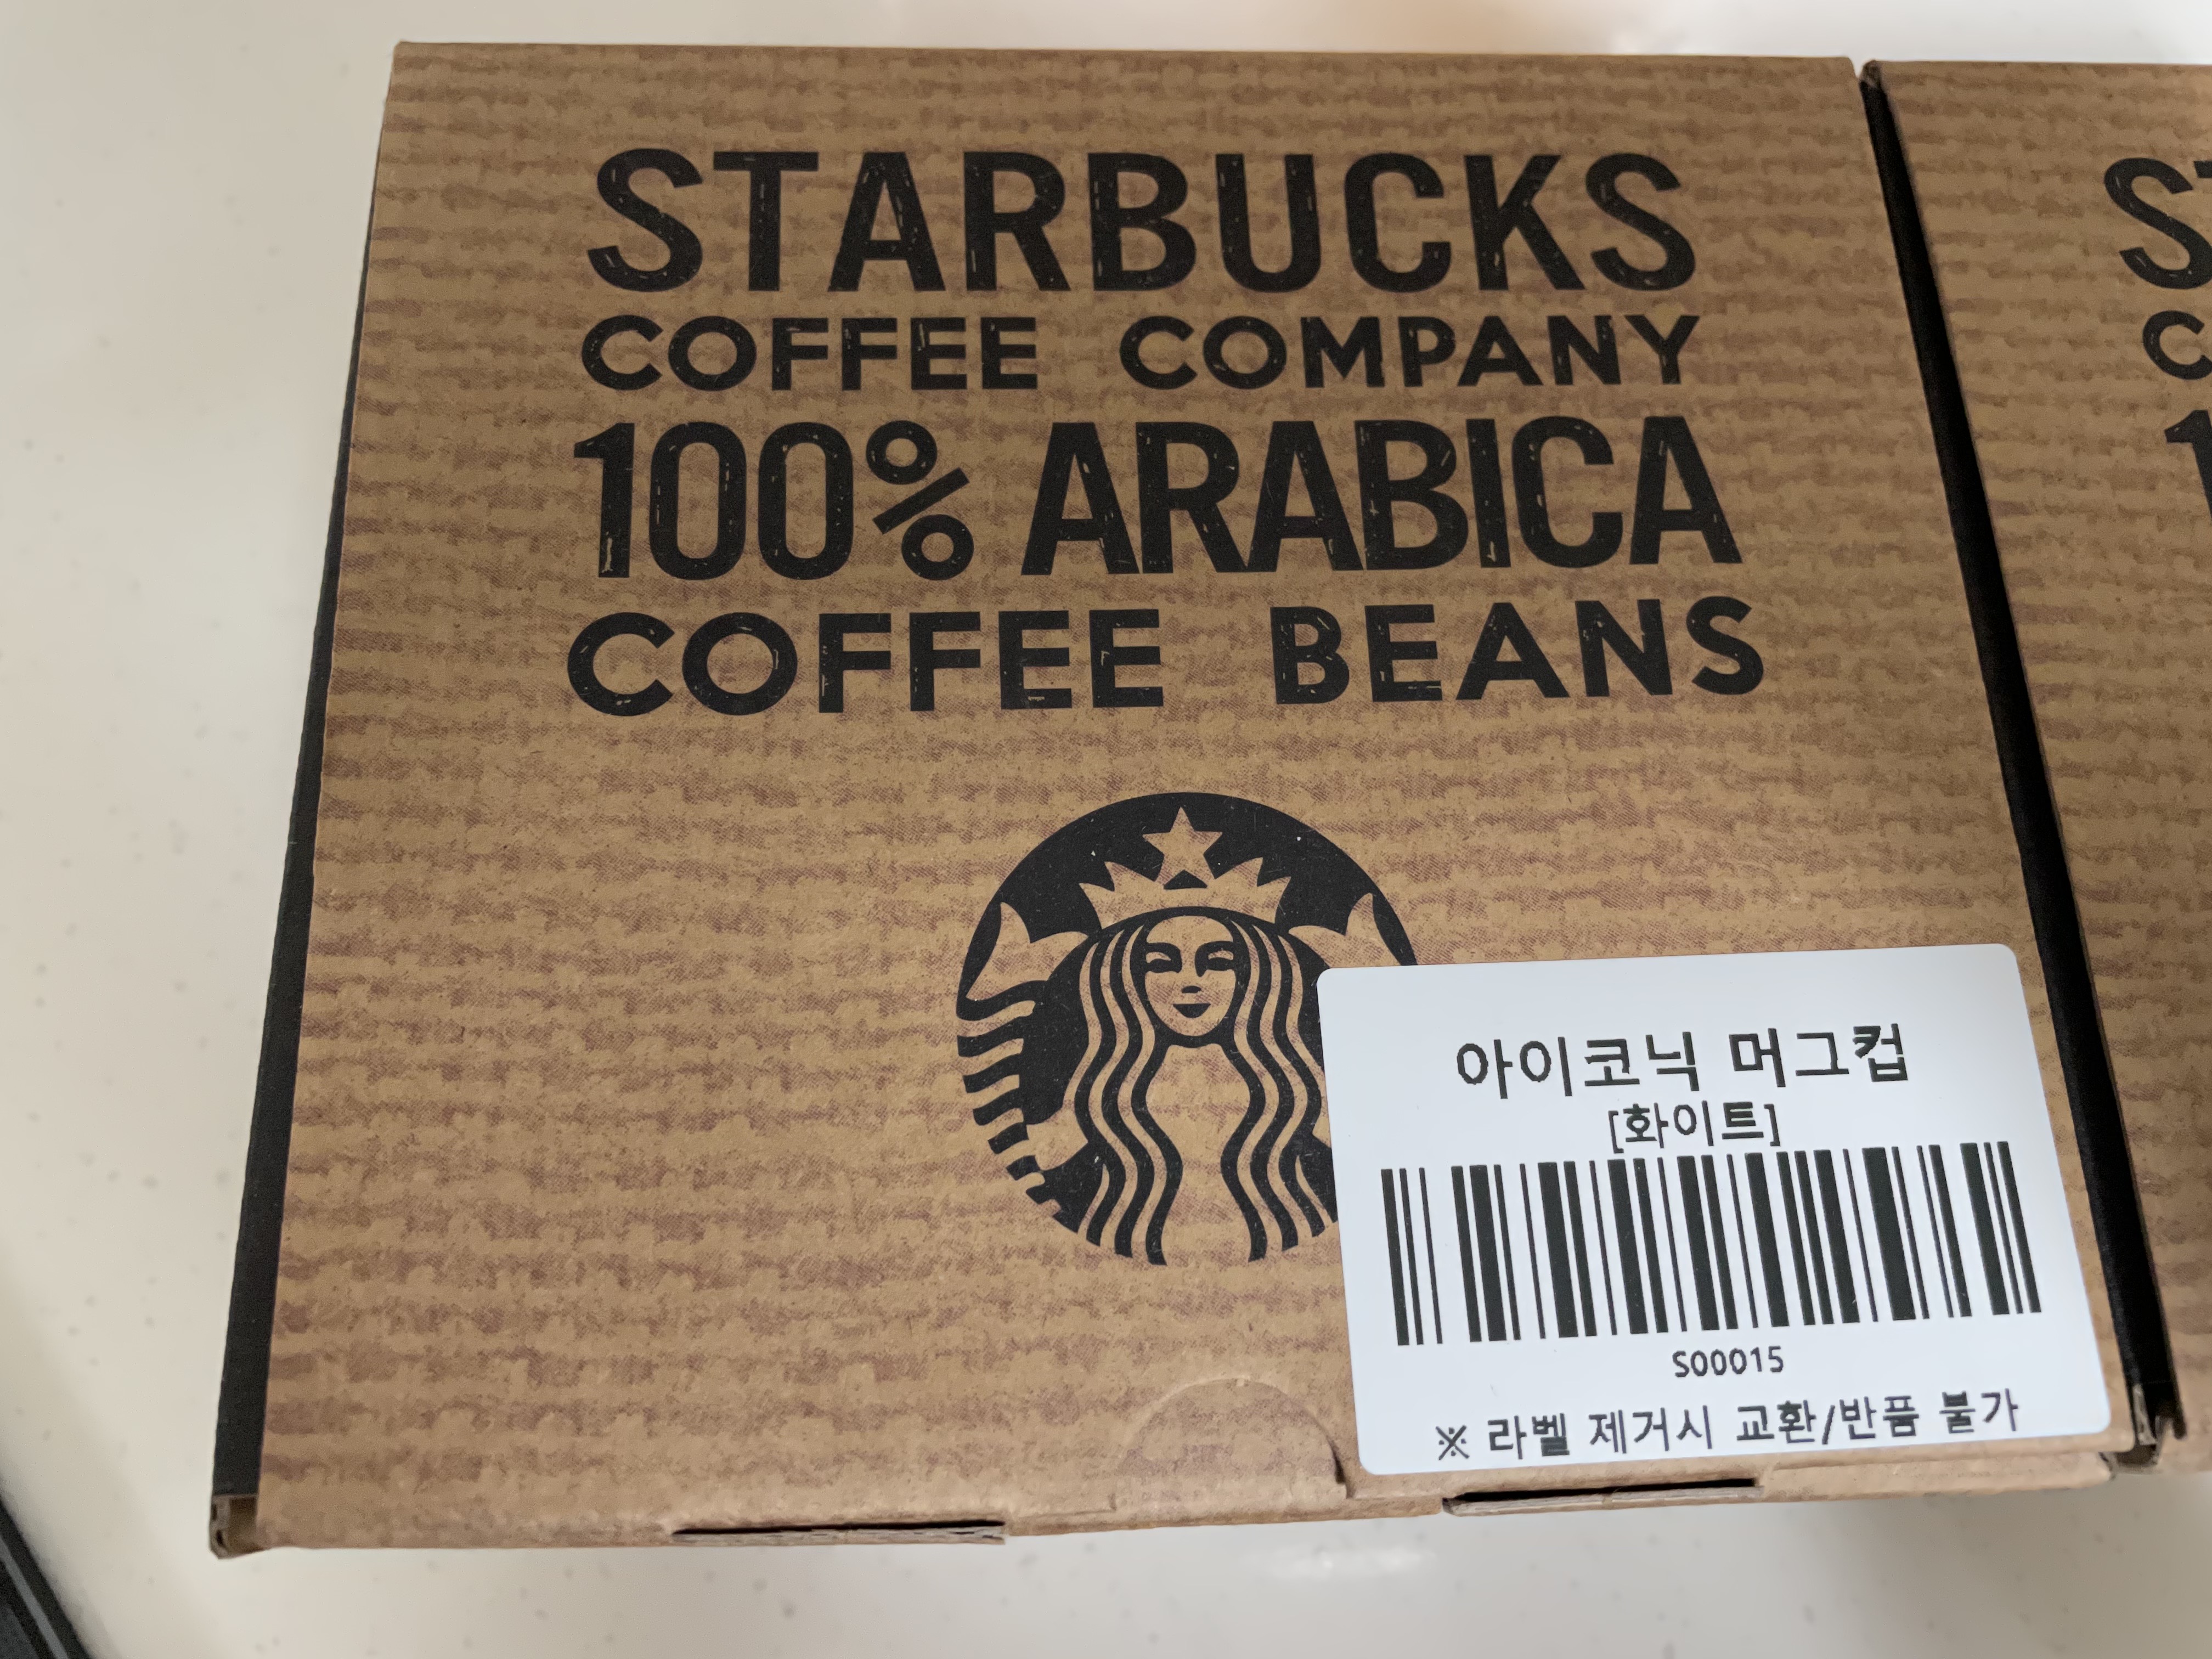 STARBUCKS
COFFEE COMPANY
100% ARABICA
COFFEE BEANS
아이코닉 머그컵
[화이트]
S00015
※ 라벨 제거시 교환/반품 불가